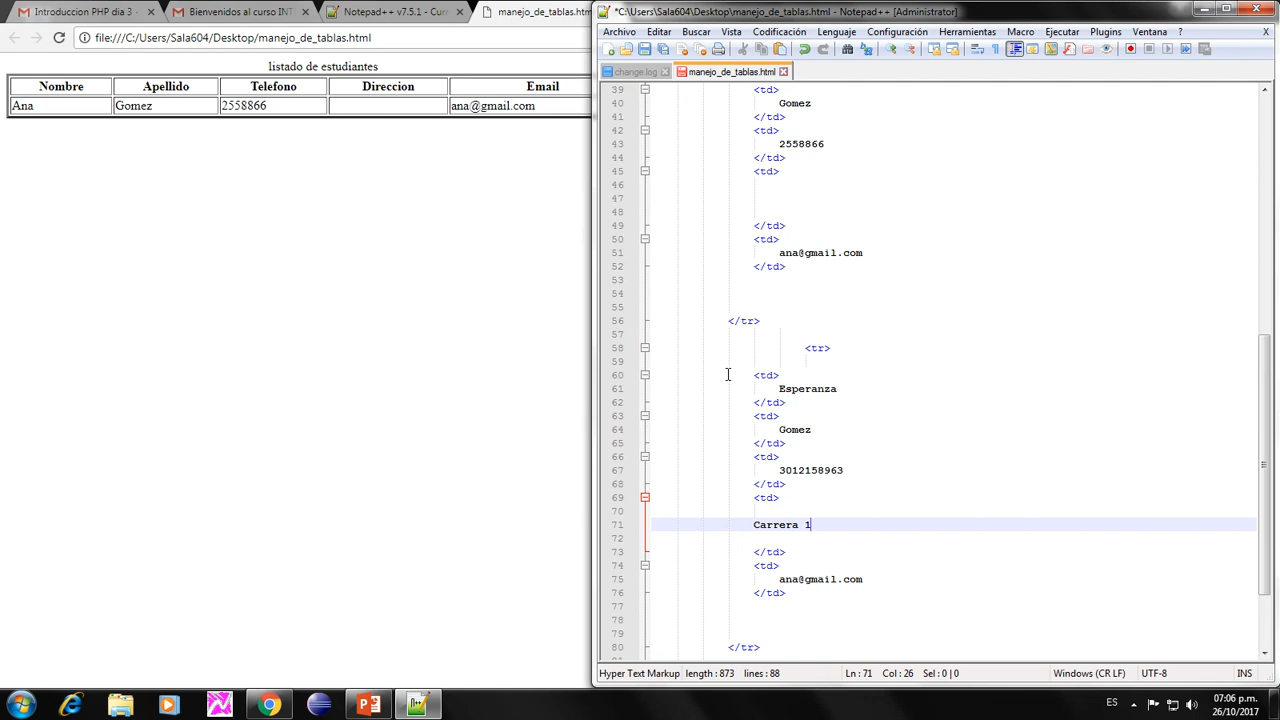 Introduccion PHP dia 3 -
Bienvenidos al curso INT
Notepad++ v7.5.1 - Curr
manejo_de_tablas.htm
file:///C:/Users/Sala604/Desktop/manejo_de_tablas.html
listado de estudiantes
Nombre Apellido Telefono Direccion Email
Ana Gomez 2558866 ana@gmail.com
*C:\Users\Sala604\Desktop\manejo_de_tablas.html - Notepad++ [Administrator]
Archivo Editar Buscar Vista Codificación Lenguaje Configuración Herramientas Macro Ejecutar Plugins Ventana ? X
change.log manejo_de_tablas.html
39 <td>
40 Gomez
41 </td>
42 <td>
43 2558866
44 </td>
45 <td>
46
47
48
49 </td>
50 <td>
51 ana@gmail.com
52 </td>
53
54
55
56 </tr>
57
58 <tr>
59
60 <td>
61 Esperanza
62 </td>
63 <td>
64 Gomez
65 </td>
66 <td>
67 3012158963
68 </td>
69 <td>
70
71 Carrera 1
72
73 </td>
74 <td>
75 ana@gmail.com
76 </td>
77
78
79
80 </tr>
Hyper Text Markup length : 873 lines : 88 Ln : 71 Col : 26 Sel : 0 | 0 Windows (CR LF) UTF-8 INS
ES 07:06 p.m.
26/10/2017